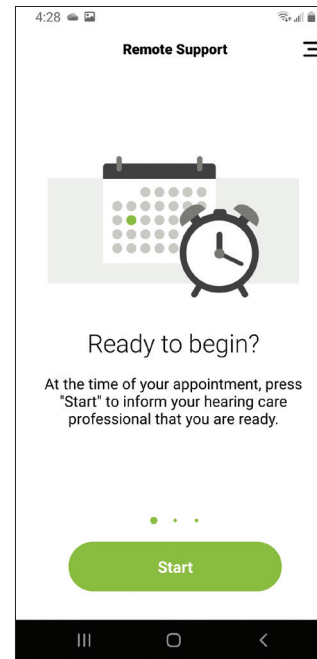 4:28
Remote Support
Ready to begin?
At the time of your appointment, press
"Start" to inform your hearing care
professional that you are ready.
Start